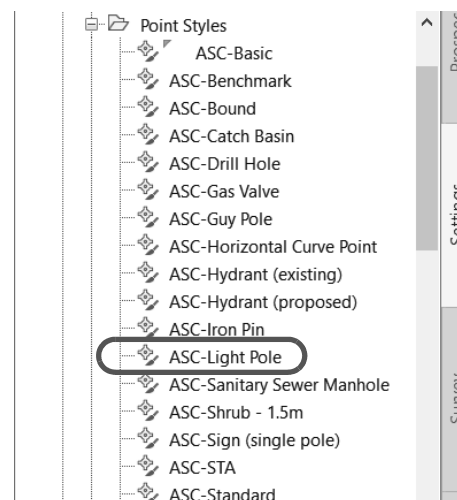 Point Styles
ASC-Basic
ASC-Benchmark
ASC-Bound
ASC-Catch Basin
ASC-Drill Hole
ASC-Gas Valve
ASC-Guy Pole
ASC-Horizontal Curve Point
ASC-Hydrant (existing)
ASC-Hydrant (proposed)
ASC-Iron Pin
ASC-Light Pole
ASC-Sanitary Sewer Manhole
ASC-Shrub - 1.5m
ASC-Sign (single pole)
ASC-STA
ASC-Standard
Settings
Survey